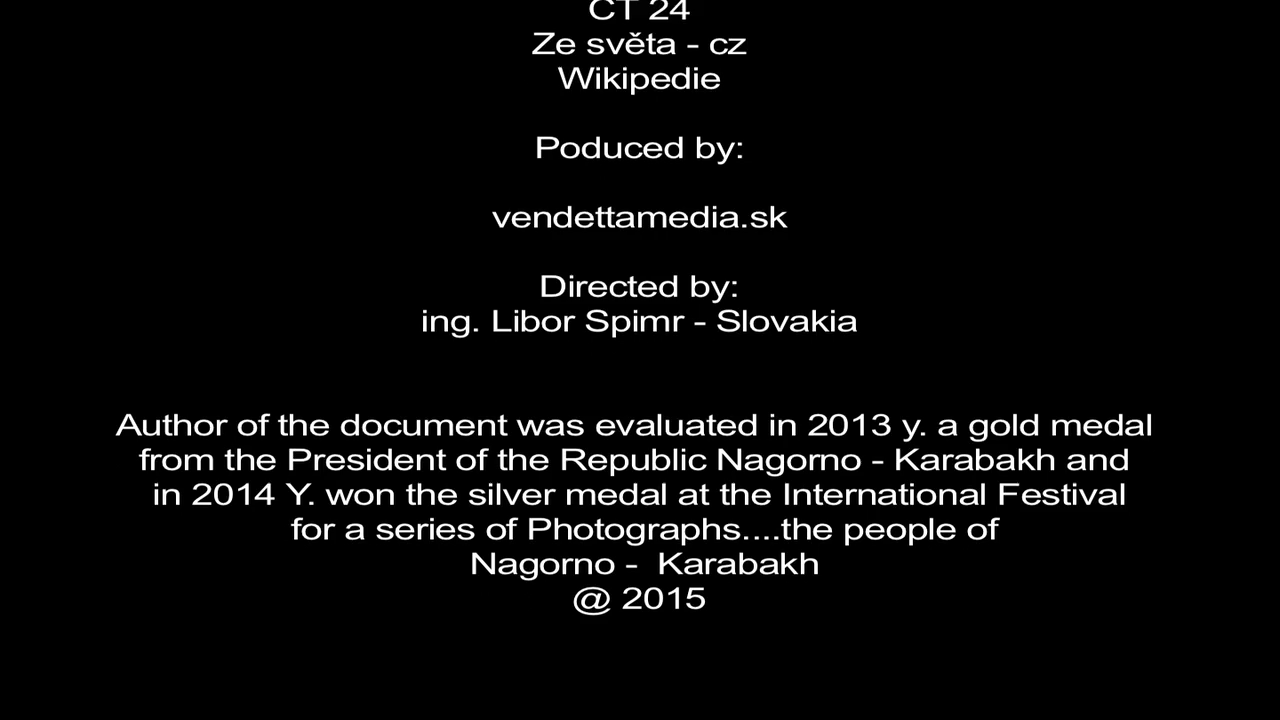 CT 24
Ze světa - cz
Wikipedie
Poduced by:
vendettamedia.sk
Directed by:
ing. Libor Spimr - Slovakia
Author of the document was evaluated in 2013 y. a gold medal
from the President of the Republic Nagorno - Karabakh and
in 2014 Y. won the silver medal at the International Festival
for a series of Photographs....the people of
Nagorno -  Karabakh
@ 2015